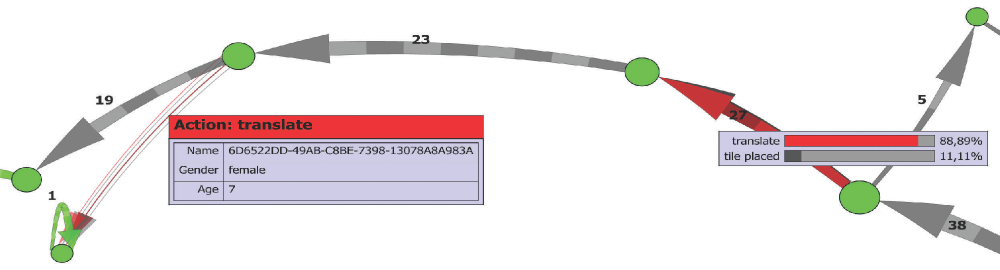 23
19
5
Action: translate
27
Name 6D6522DD-49AB-C8BE-7398-13078A8A983A
translate 88,89%
tile placed 11,11%
Gender female
Age 7
1
38